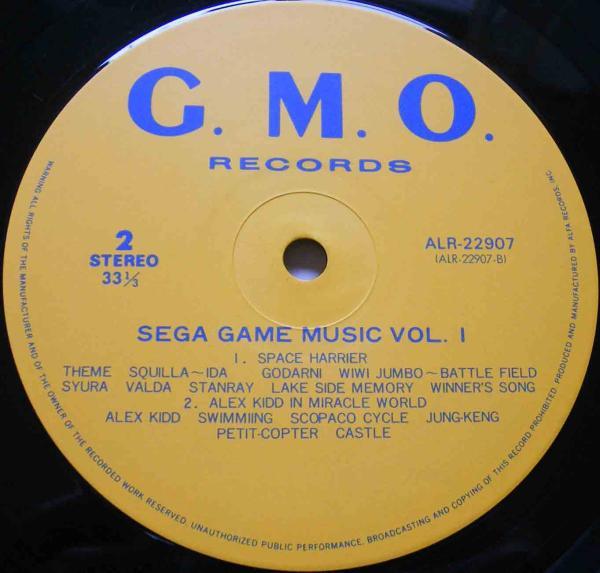 G. M. O.
RECORDS
2
STEREO
33⅓
ALR-22907
(ALR-22907-B)
SEGA GAME MUSIC VOL. I
1. SPACE HARRIER
THEME SQUILLA~IDA GODARNI WIWI JUMBO~BATTLE FIELD
SYURA VALDA STANRAY LAKE SIDE MEMORY WINNER'S SONG
2. ALEX KIDD IN MIRACLE WORLD
ALEX KIDD SWIMMIING SCOPACO CYCLE JUNG-KENG
PETIT-COPTER CASTLE
WARNING ALL RIGHTS OF THE MANUFACTURER AND OF THE OWNER OF THE RECORDED WORK RESERVED. UNAUTHORIZED PUBLIC PERFORMANCE, BROADCASTING AND COPYING OF THIS RECORD PROHIBITED. PRODUCED AND MANUFACTURED BY ALFA RECORDS, INC.